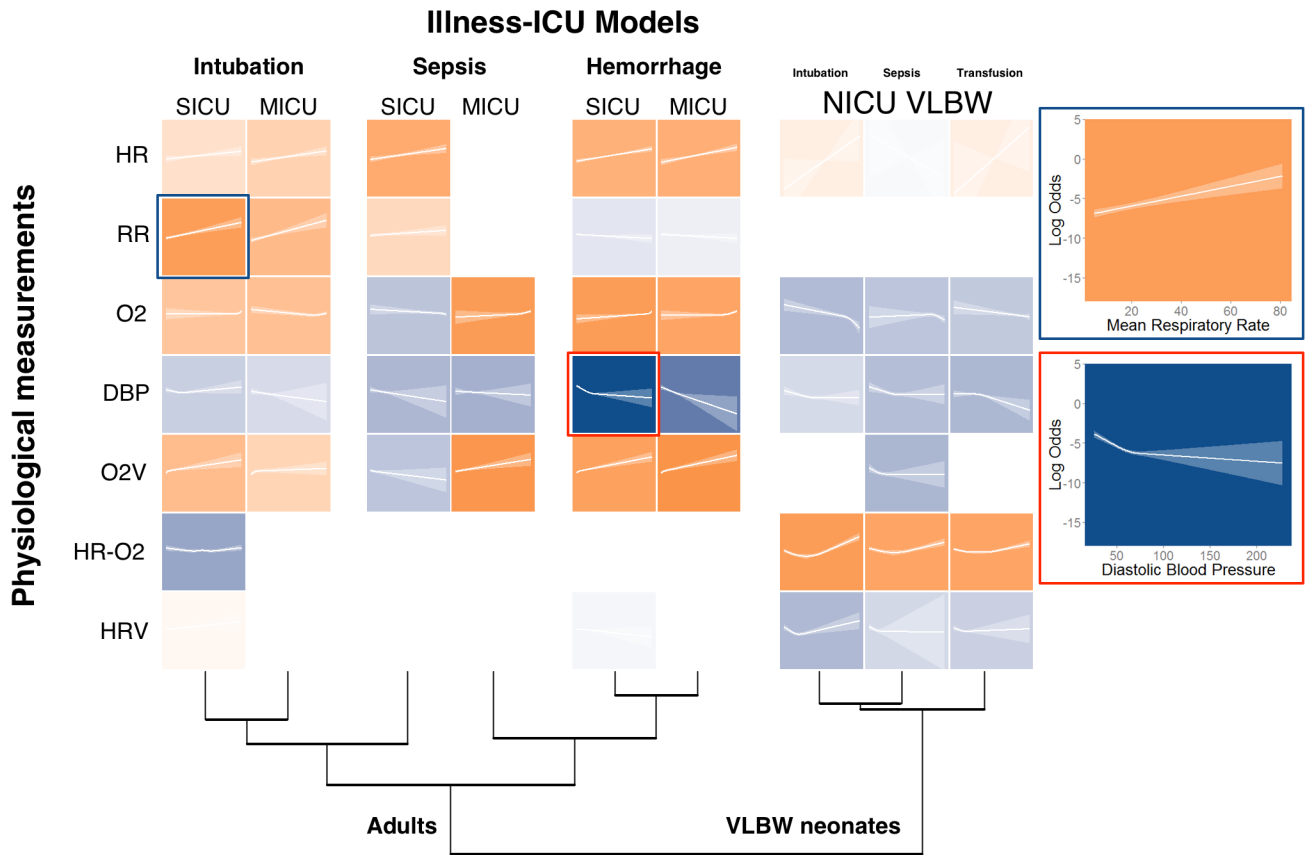 Illness-ICU Models
Intubation Sepsis Hemorrhage
Intubation Sepsis Transfusion
SICU MICU SICU MICU SICU MICU NICU VLBW
Physiological measurements
HR
RR
O2
DBP
O2V
HR-O2
HRV
Log Odds
5
0
-5
-10
-15
20 40 60 80
Mean Respiratory Rate
Log Odds
5
0
-5
-10
-15
50 100 150 200
Diastolic Blood Pressure
Adults VLBW neonates